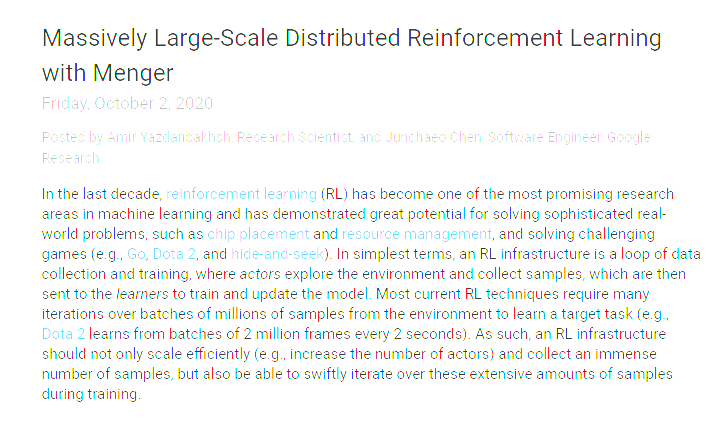 Massively Large-Scale Distributed Reinforcement Learning
with Menger
Friday, October 2, 2020
Posted by Amir Yazdanbakhsh, Research Scientist, and Junchaeo Chen, Software Engineer, Google
Research
In the last decade, reinforcement learning (RL) has become one of the most promising research
areas in machine learning and has demonstrated great potential for solving sophisticated real-
world problems, such as chip placement and resource management, and solving challenging
games (e.g., Go, Dota 2, and hide-and-seek). In simplest terms, an RL infrastructure is a loop of data
collection and training, where actors explore the environment and collect samples, which are then
sent to the learners to train and update the model. Most current RL techniques require many
iterations over batches of millions of samples from the environment to learn a target task (e.g.,
Dota 2 learns from batches of 2 million frames every 2 seconds). As such, an RL infrastructure
should not only scale efficiently (e.g., increase the number of actors) and collect an immense
number of samples, but also be able to swiftly iterate over these extensive amounts of samples
during training.